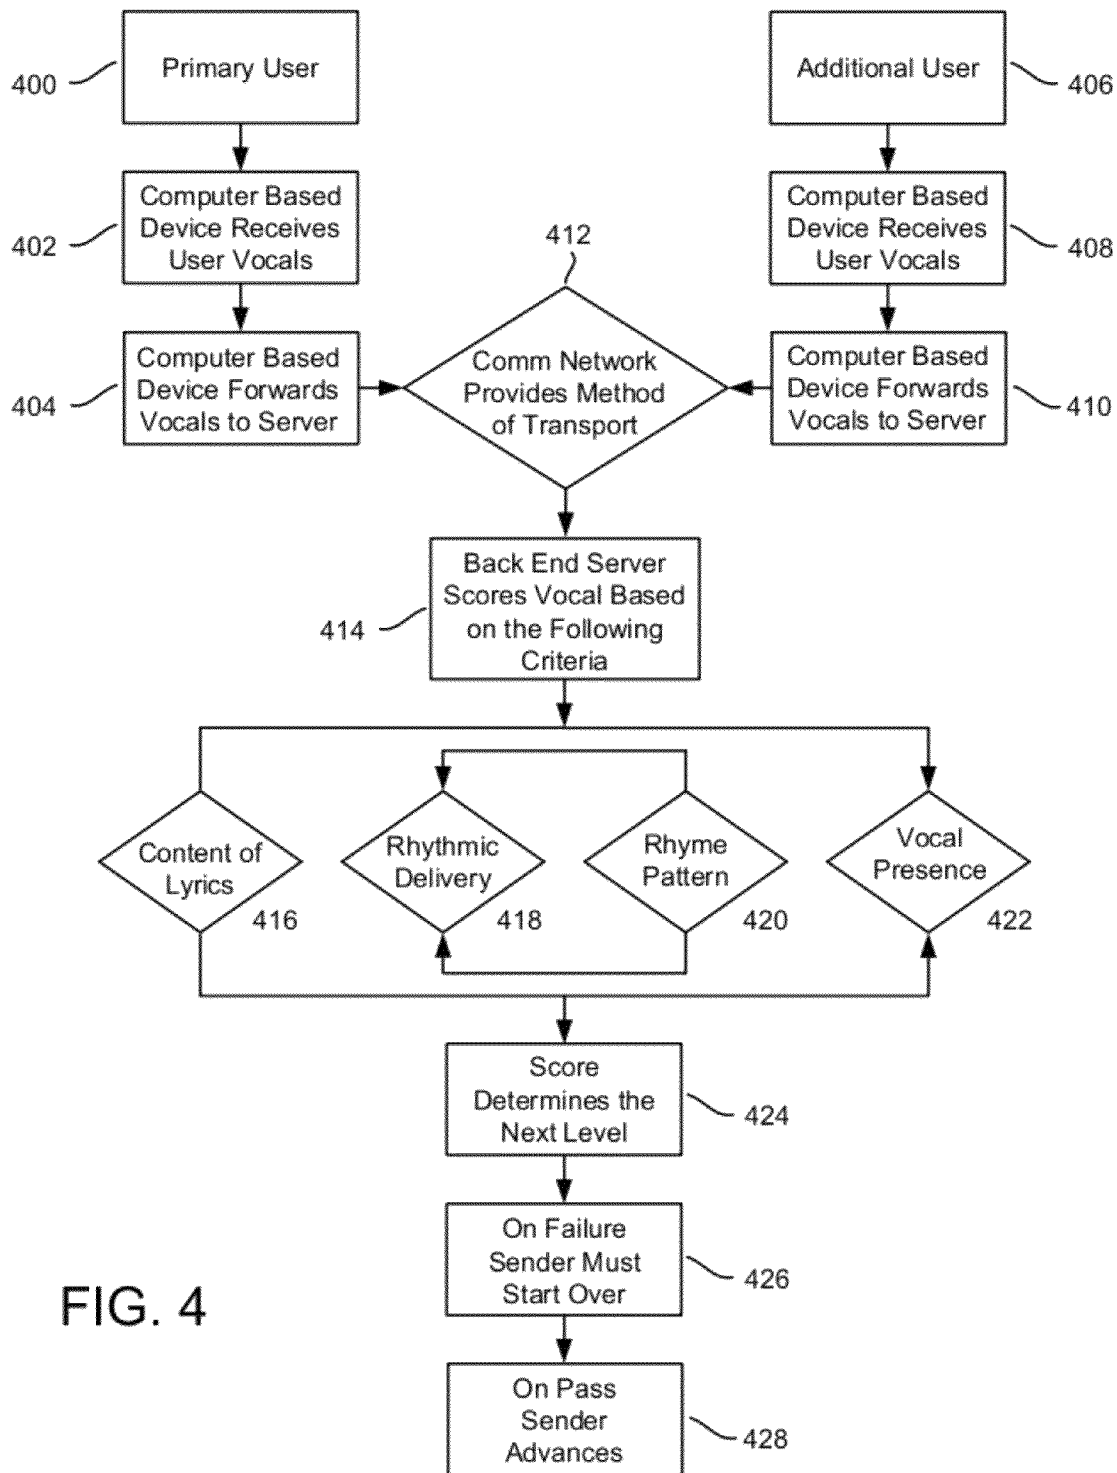 Primary User
400
Additional User
406
Computer Based
Device Receives
User Vocals
402
Computer Based
Device Receives
User Vocals
408
412
Computer Based
Device Forwards
Vocals to Server
404
Comm Network
Provides Method
of Transport
Computer Based
Device Forwards
Vocals to Server
410
Back End Server
Scores Vocal Based
on the Following
Criteria
414
Content of
Lyrics
416
Rhythmic
Delivery
418
Rhyme
Pattern
420
Vocal
Presence
422
Score
Determines the
Next Level
424
On Failure
Sender Must
Start Over
426
FIG. 4
On Pass
Sender
Advances
428